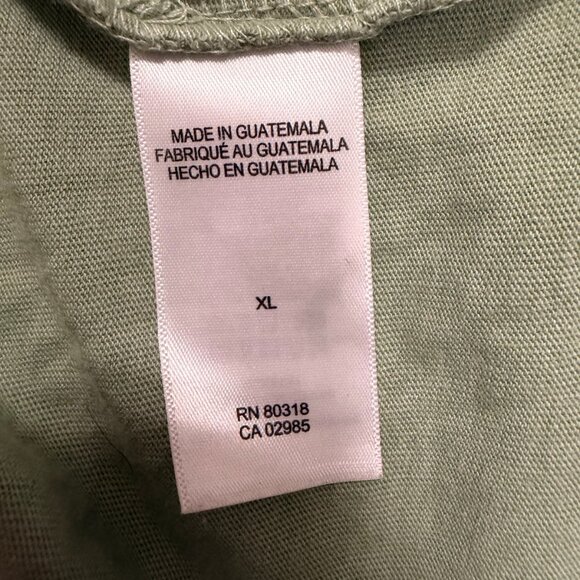 MADE IN GUATEMALA
FABRIQUÉ AU GUATEMALA
HECHO EN GUATEMALA
XL
RN 80318
CA 02985